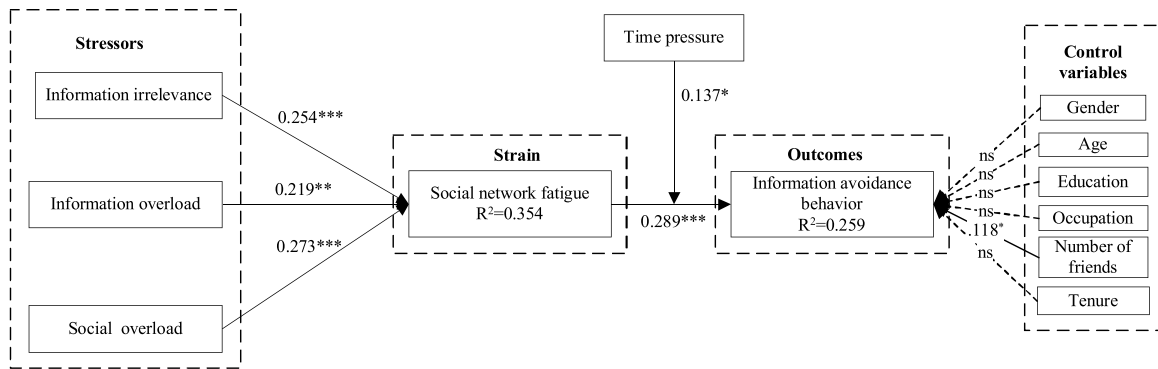 Stressors
Information irrelevance
Information overload
Social overload
0.254***
0.219**
0.273***
Strain
Social network fatigue
R²=0.354
Time pressure
0.137*
0.289***
Outcomes
Information avoidance
behavior
R²=0.259
ns
ns
ns
ns
.118*
ns
Control
variables
Gender
Age
Education
Occupation
Number of
friends
Tenure